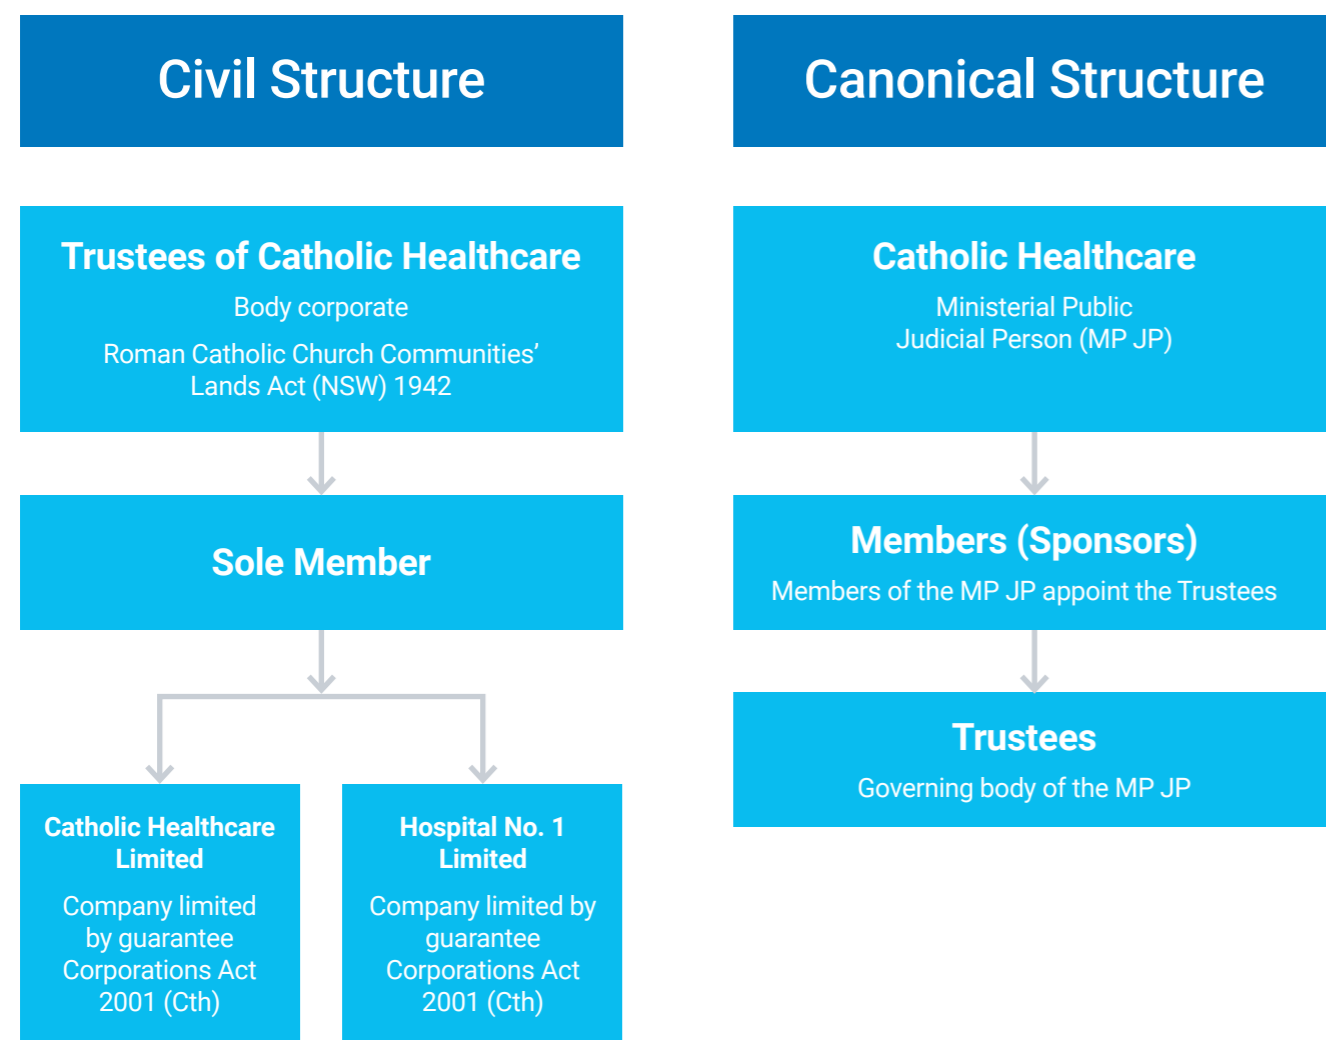 Civil Structure
Trustees of Catholic Healthcare
Body corporate
Roman Catholic Church Communities’
Lands Act (NSW) 1942
Sole Member
Catholic Healthcare
Limited
Company limited
by guarantee
Corporations Act
2001 (Cth)
Hospital No. 1
Limited
Company limited by
guarantee
Corporations Act
2001 (Cth)
Canonical Structure
Catholic Healthcare
Ministerial Public
Judicial Person (MP JP)
Members (Sponsors)
Members of the MP JP appoint the Trustees
Trustees
Governing body of the MP JP